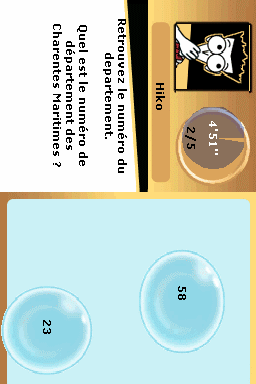 Hiko
4'51"
2/5
Retrouvez le numéro du
departement.
Quel est le numéro de
département des
Charentes Maritimes ?
58
23